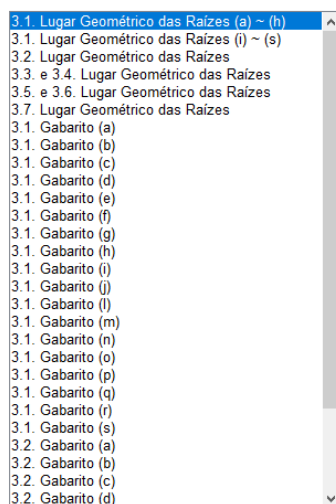 3.1. Lugar Geométrico das Raízes (a) ~ (h)
3.1. Lugar Geométrico das Raízes (i) ~ (s)
3.2. Lugar Geométrico das Raízes
3.3. e 3.4. Lugar Geométrico das Raízes
3.5. e 3.6. Lugar Geométrico das Raízes
3.7. Lugar Geométrico das Raízes
3.1. Gabarito (a)
3.1. Gabarito (b)
3.1. Gabarito (c)
3.1. Gabarito (d)
3.1. Gabarito (e)
3.1. Gabarito (f)
3.1. Gabarito (g)
3.1. Gabarito (h)
3.1. Gabarito (i)
3.1. Gabarito (j)
3.1. Gabarito (l)
3.1. Gabarito (m)
3.1. Gabarito (n)
3.1. Gabarito (o)
3.1. Gabarito (p)
3.1. Gabarito (q)
3.1. Gabarito (r)
3.1. Gabarito (s)
3.2. Gabarito (a)
3.2. Gabarito (b)
3.2. Gabarito (c)
3.2. Gabarito (d)